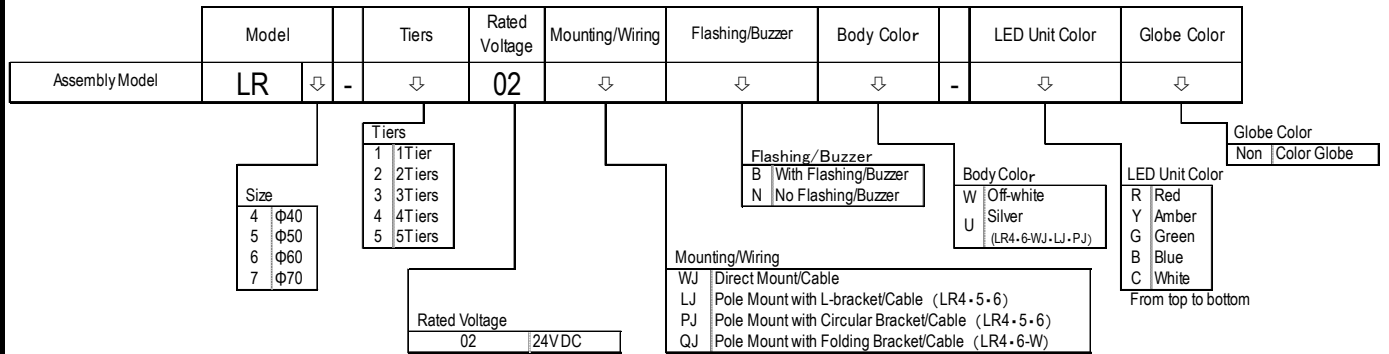 Model Tiers Rated Voltage Mounting/Wiring Flashing/Buzzer Body Color LED Unit Color Globe Color
Assembly Model LR ⇩ - ⇩ 02 ⇩ ⇩ ⇩ - ⇩ ⇩
Size
4 Φ40
5 Φ50
6 Φ60
7 Φ70
Tiers
1 1Tier
2 2Tiers
3 3Tiers
4 4Tiers
5 5Tiers
Rated Voltage
02 24V DC
Mounting/Wiring
WJ Direct Mount/Cable
LJ Pole Mount with L-bracket/Cable (LR4・5・6)
PJ Pole Mount with Circular Bracket/Cable (LR4・5・6)
QJ Pole Mount with Folding Bracket/Cable (LR4・6-W)
Flashing/Buzzer
B With Flashing/Buzzer
N No Flashing/Buzzer
Body Color
W Off-white
U Silver
(LR4・6-WJ・LJ・PJ)
LED Unit Color
R Red
Y Amber
G Green
B Blue
C White
From top to bottom
Globe Color
Non Color Globe